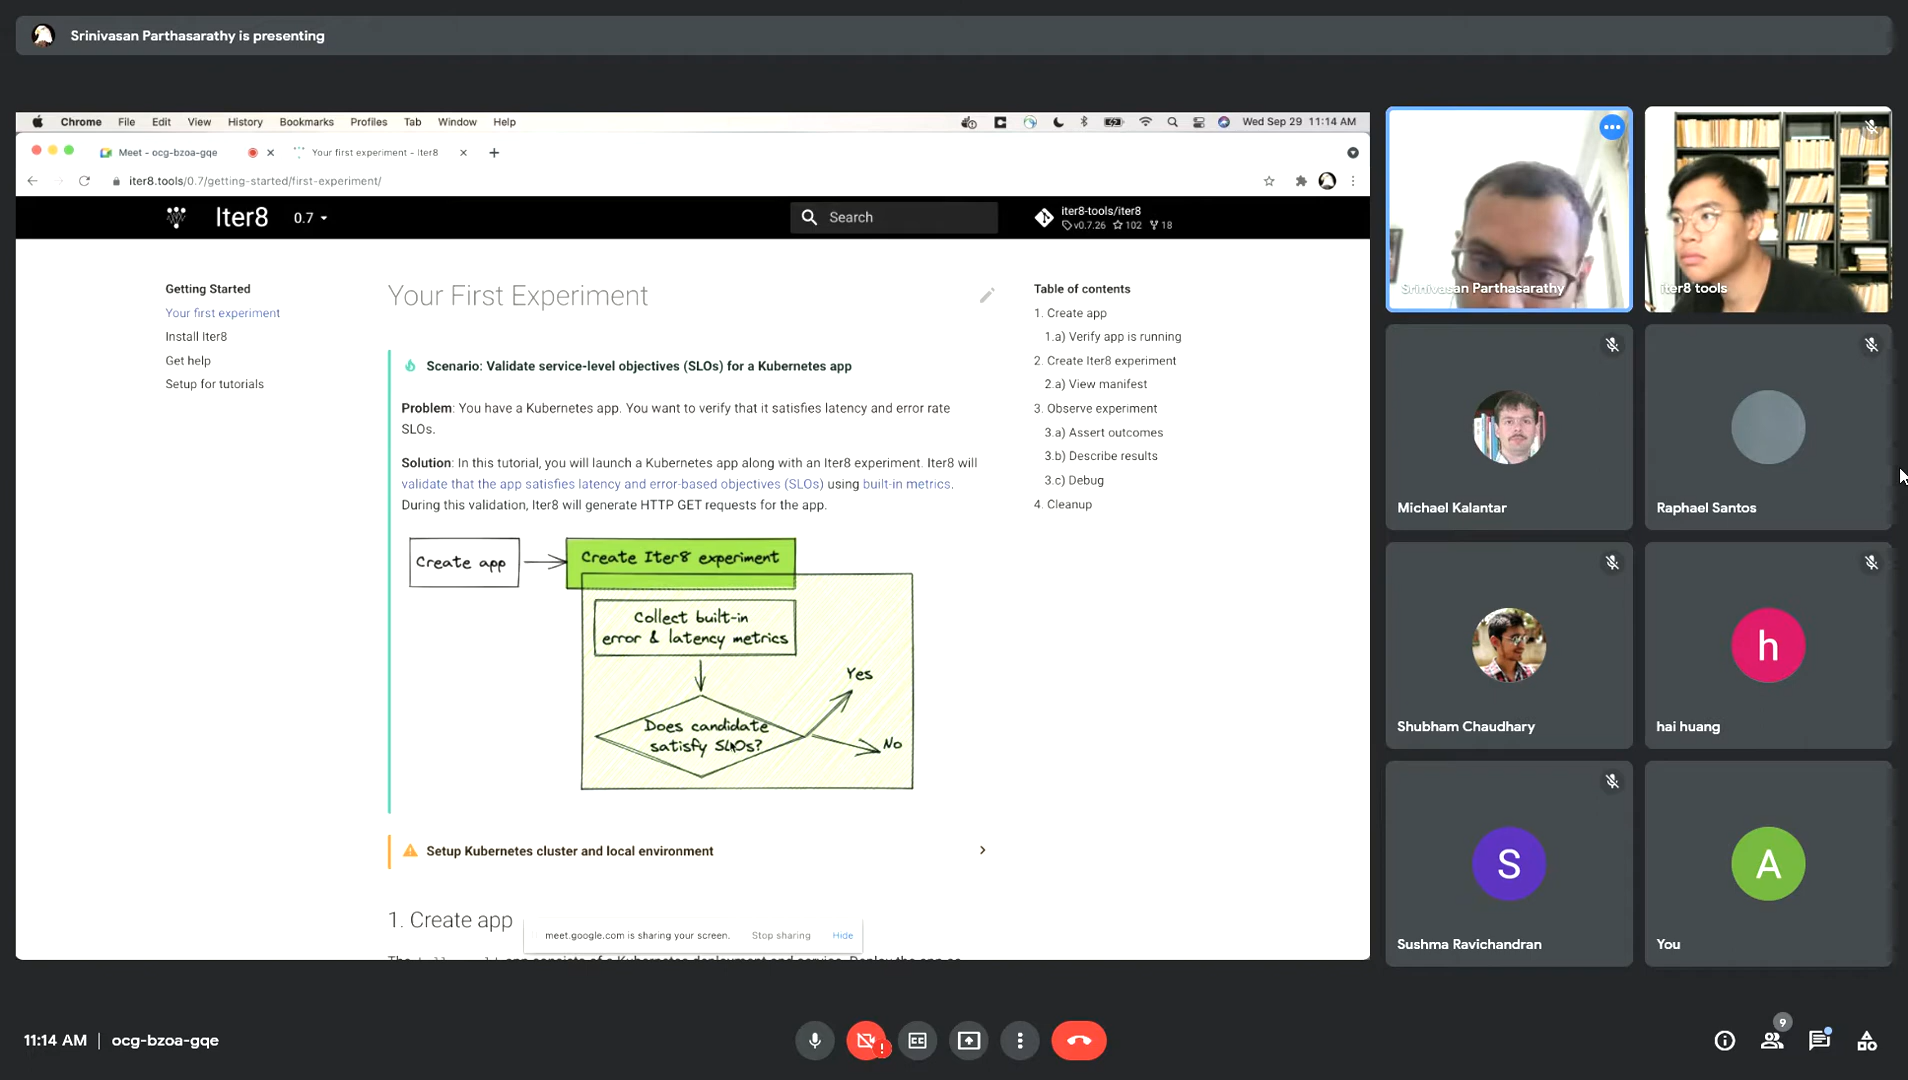 Srinivasan Parthasarathy is presenting
Chrome File Edit View History Bookmarks Profiles Tab Window Help
Wed Sep 29 11:14 AM
Meet - ocg-bzoa-gqe
Your first experiment - Iter8
iter8.tools/0.7/getting-started/first-experiment/
Iter8
0.7
Search
iter8-tools/iter8
v0.7.26 102 18
Getting Started
Your first experiment
Install Iter8
Get help
Setup for tutorials
Your First Experiment
Scenario: Validate service-level objectives (SLOs) for a Kubernetes app
Problem: You have a Kubernetes app. You want to verify that it satisfies latency and error rate
SLOs.
Solution: In this tutorial, you will launch a Kubernetes app along with an Iter8 experiment. Iter8 will
validate that the app satisfies latency and error-based objectives (SLOs) using built-in metrics.
During this validation, Iter8 will generate HTTP GET requests for the app.
Create app
Create Iter8 experiment
Collect built-in
error & latency metrics
Does candidate
satisfy SLOs?
Yes
No
Setup Kubernetes cluster and local environment
1. Create app
meet.google.com is sharing your screen.
Stop sharing
Hide
Table of contents
1. Create app
1.a) Verify app is running
2. Create Iter8 experiment
2.a) View manifest
3. Observe experiment
3.a) Assert outcomes
3.b) Describe results
3.c) Debug
4. Cleanup
Srinivasan Parthasarathy
iter8 tools
Michael Kalantar
Raphael Santos
Shubham Chaudhary
h
hai huang
S
Sushma Ravichandran
A
You
11:14 AM | ocg-bzoa-gqe
CC
9